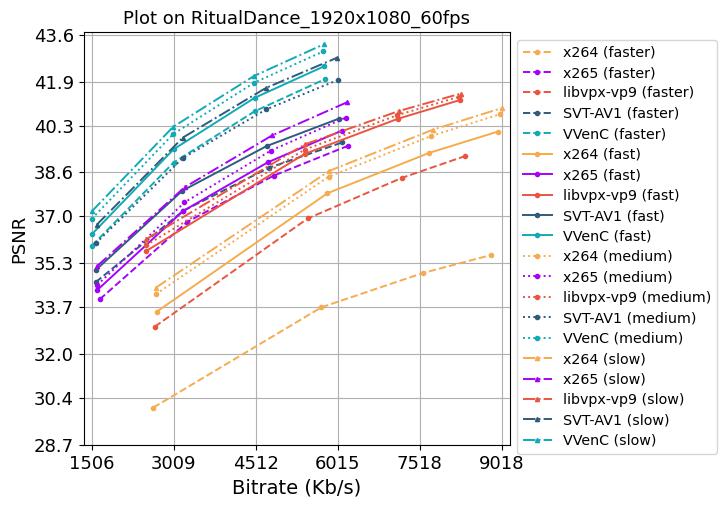 Plot on RitualDance_1920x1080_60fps
43.6
41.9
40.3
38.6
37.0
35.3
33.7
32.0
30.4
28.7
PSNR
1506 3009 4512 6015 7518 9018
Bitrate (Kb/s)
x264 (faster)
x265 (faster)
libvpx-vp9 (faster)
SVT-AV1 (faster)
VVenC (faster)
x264 (fast)
x265 (fast)
libvpx-vp9 (fast)
SVT-AV1 (fast)
VVenC (fast)
x264 (medium)
x265 (medium)
libvpx-vp9 (medium)
SVT-AV1 (medium)
VVenC (medium)
x264 (slow)
x265 (slow)
libvpx-vp9 (slow)
SVT-AV1 (slow)
VVenC (slow)